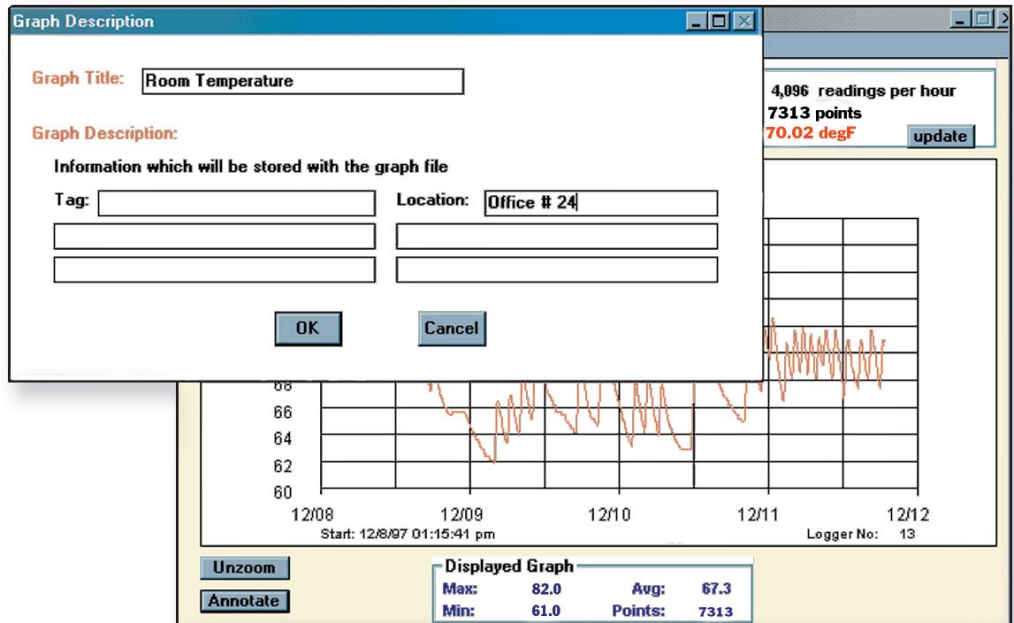 Graph Description
Graph Title: Room Temperature
Graph Description:
Information which will be stored with the graph file
Tag: Location: Office # 24
OK Cancel
4,096 readings per hour
7313 points
70.02 degF update
68
66
64
62
60
12/08 12/09 12/10 12/11 12/12
Start: 12/8/97 01:15:41 pm Logger No: 13
Unzoom
Annotate
Displayed Graph
Max: 82.0 Avg: 67.3
Min: 61.0 Points: 7313